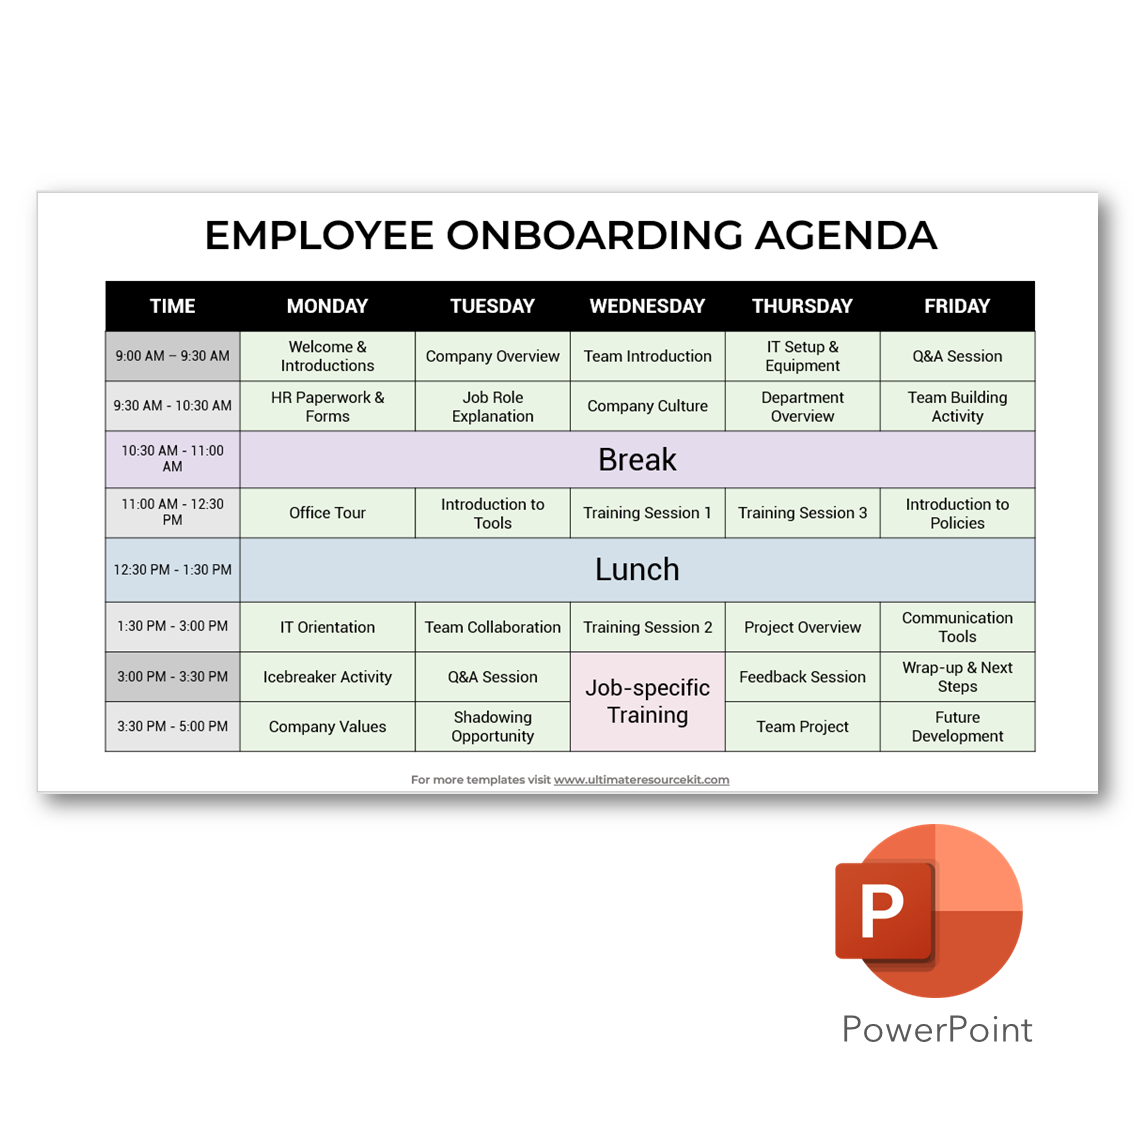 EMPLOYEE ONBOARDING AGENDA
TIME MONDAY TUESDAY WEDNESDAY THURSDAY FRIDAY
9:00 AM – 9:30 AM Welcome & Introductions Company Overview Team Introduction IT Setup & Equipment Q&A Session
9:30 AM - 10:30 AM HR Paperwork & Forms Job Role Explanation Company Culture Department Overview Team Building Activity
10:30 AM - 11:00 AM Break
11:00 AM - 12:30 PM Office Tour Introduction to Tools Training Session 1 Training Session 3 Introduction to Policies
12:30 PM - 1:30 PM Lunch
1:30 PM - 3:00 PM IT Orientation Team Collaboration Training Session 2 Project Overview Communication Tools
3:00 PM - 3:30 PM Icebreaker Activity Q&A Session Job-specific Training Feedback Session Wrap-up & Next Steps
3:30 PM - 5:00 PM Company Values Shadowing Opportunity Team Project Future Development
For more templates visit www.ultimateresourcekit.com
P
PowerPoint